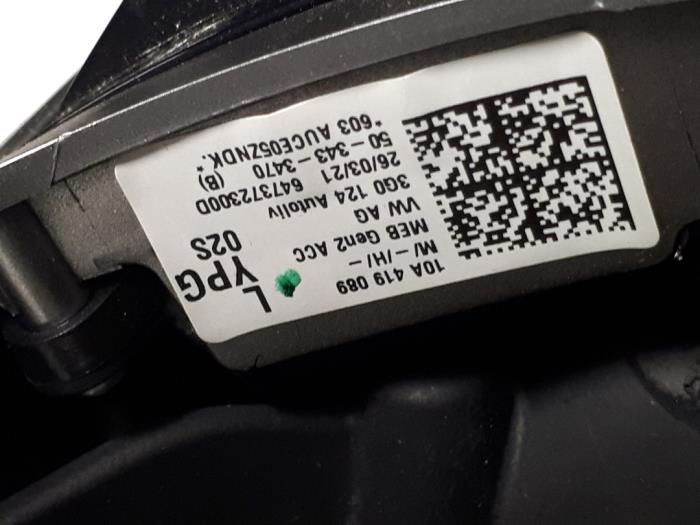 10A 419 089
M/-/H/-
MEB Gen2 ACC
VW AG
3G0 124 Autoliv
26/03/21 647372300D
50-343-3470 (B)
*603 AUCE05ZNDK.*
L
YPG
02S